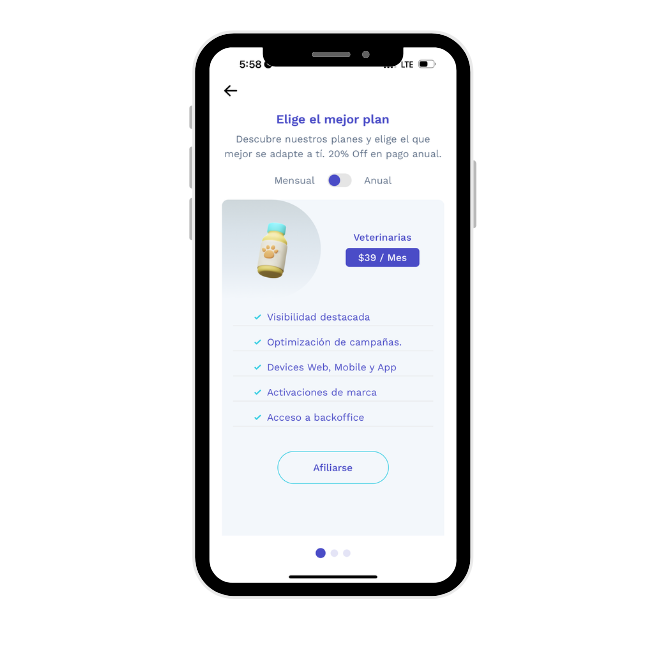 5:58
LTE
Elige el mejor plan
Descubre nuestros planes y elige el que
mejor se adapte a tí. 20% Off en pago anual.
Mensual Anual
Veterinarias
$39 / Mes
Visibilidad destacada
Optimización de campañas.
Devices Web, Mobile y App
Activaciones de marca
Acceso a backoffice
Afiliarse